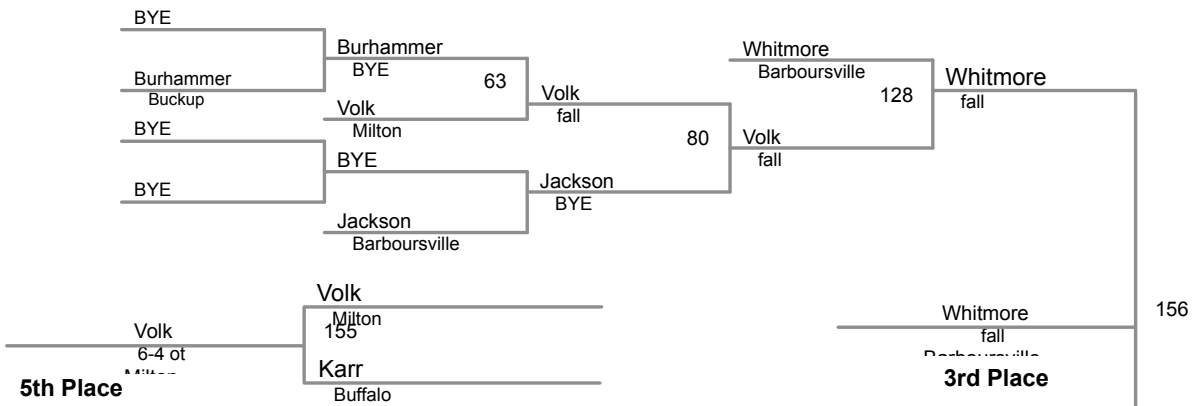 BYE
Burhammer
Buckup
BYE
BYE
Burhammer
BYE
63
Volk
Milton
BYE
Jackson
Barboursville
Volk
fall
80
Jackson
BYE
Whitmore
Barboursville
128
Volk
fall
Whitmore
fall
Volk
Milton
155
Karr
Buffalo
Volk
6-4 ot
Milton
5th Place
Whitmore
fall
Barboursville
3rd Place
156